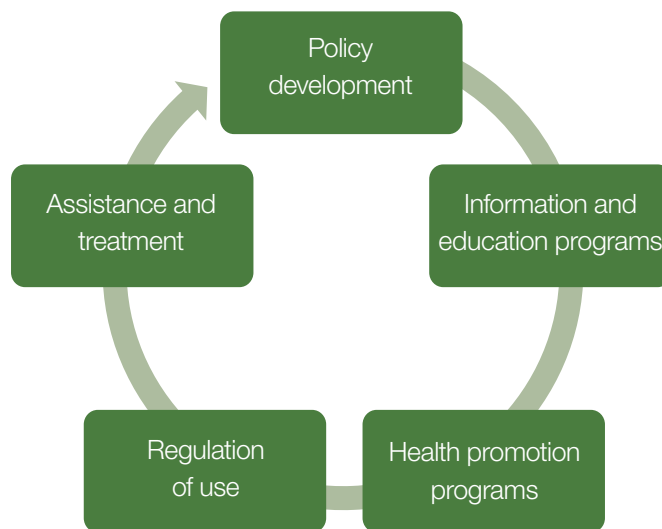 Policy
development
Information and
education programs
Health promotion
programs
Regulation
of use
Assistance and
treatment